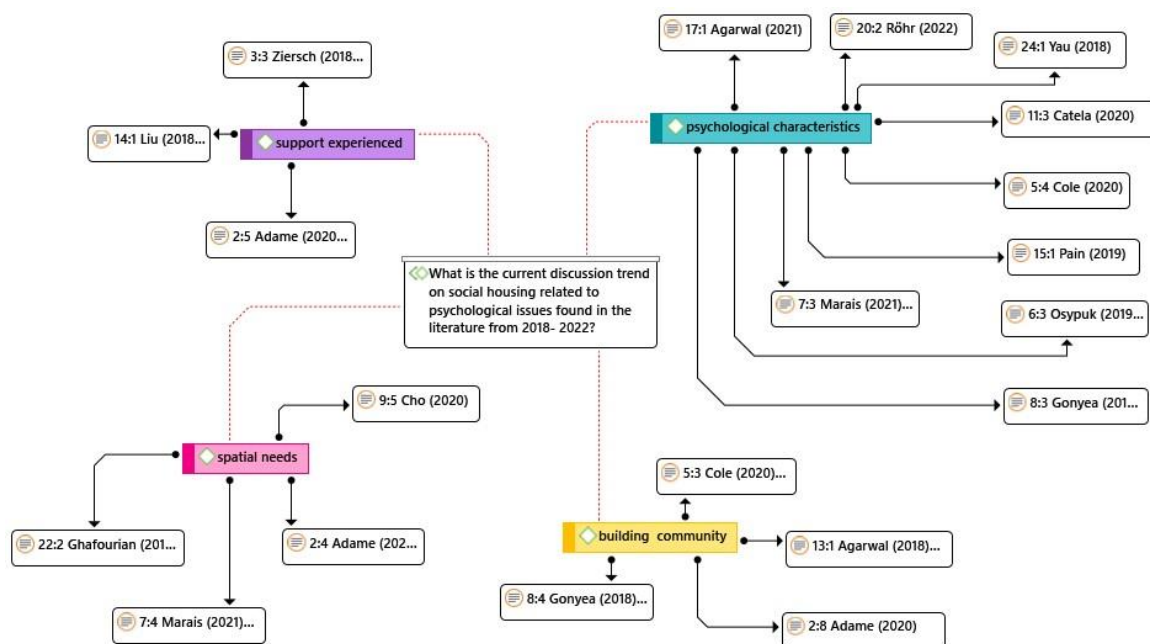 17:1 Agarwal (2021)
20:2 Röhr (2022)
24:1 Yau (2018)
3:3 Ziersch (2018...
11:3 Catela (2020)
psychological characteristics
14:1 Liu (2018...
support experienced
5:4 Cole (2020)
2:5 Adame (2020...
15:1 Pain (2019)
What is the current discussion trend
on social housing related to
psychological issues found in the
literature from 2018- 2022?
7:3 Marais (2021)...
6:3 Osypuk (2019...
9:5 Cho (2020)
8:3 Gonyea (201...
spatial needs
5:3 Cole (2020)...
building community
22:2 Ghafourian (201...
2:4 Adame (202...
13:1 Agarwal (2018)...
8:4 Gonyea (2018)...
7:4 Marais (2021)...
2:8 Adame (2020)